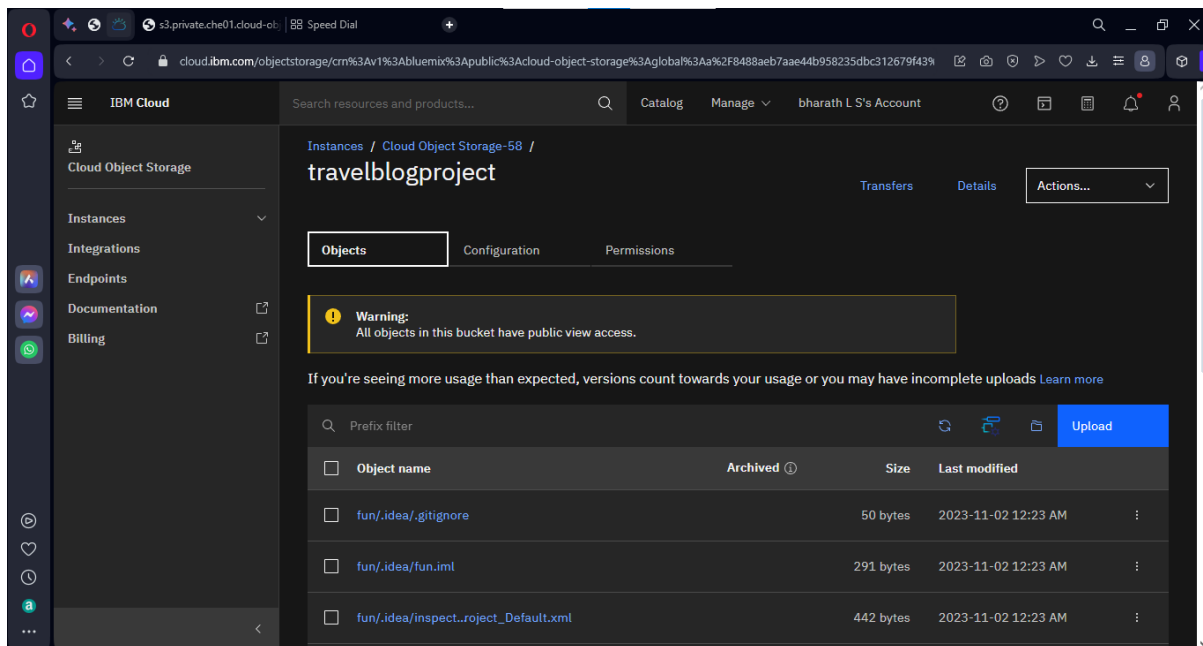 s3.private.che01.cloud-obj
Speed Dial
cloud.ibm.com/objectstorage/crn%3Av1%3Abluemix%3Apublic%3Acloud-object-storage%3Aglobal%3Aa%2F8488aeb7aae44b958235dbc312679f43%
IBM Cloud
Search resources and products...
Catalog
Manage
bharath L S's Account
Cloud Object Storage
Instances
Integrations
Endpoints
Documentation
Billing
Instances / Cloud Object Storage-58 /
travelblogproject
Transfers
Details
Actions...
Objects
Configuration
Permissions
Warning:
All objects in this bucket have public view access.
If you're seeing more usage than expected, versions count towards your usage or you may have incomplete uploads Learn more
Prefix filter
Upload
Object name Archived Size Last modified
fun/.idea/.gitignore 50 bytes 2023-11-02 12:23 AM
fun/.idea/fun.iml 291 bytes 2023-11-02 12:23 AM
fun/.idea/inspect..roject_Default.xml 442 bytes 2023-11-02 12:23 AM